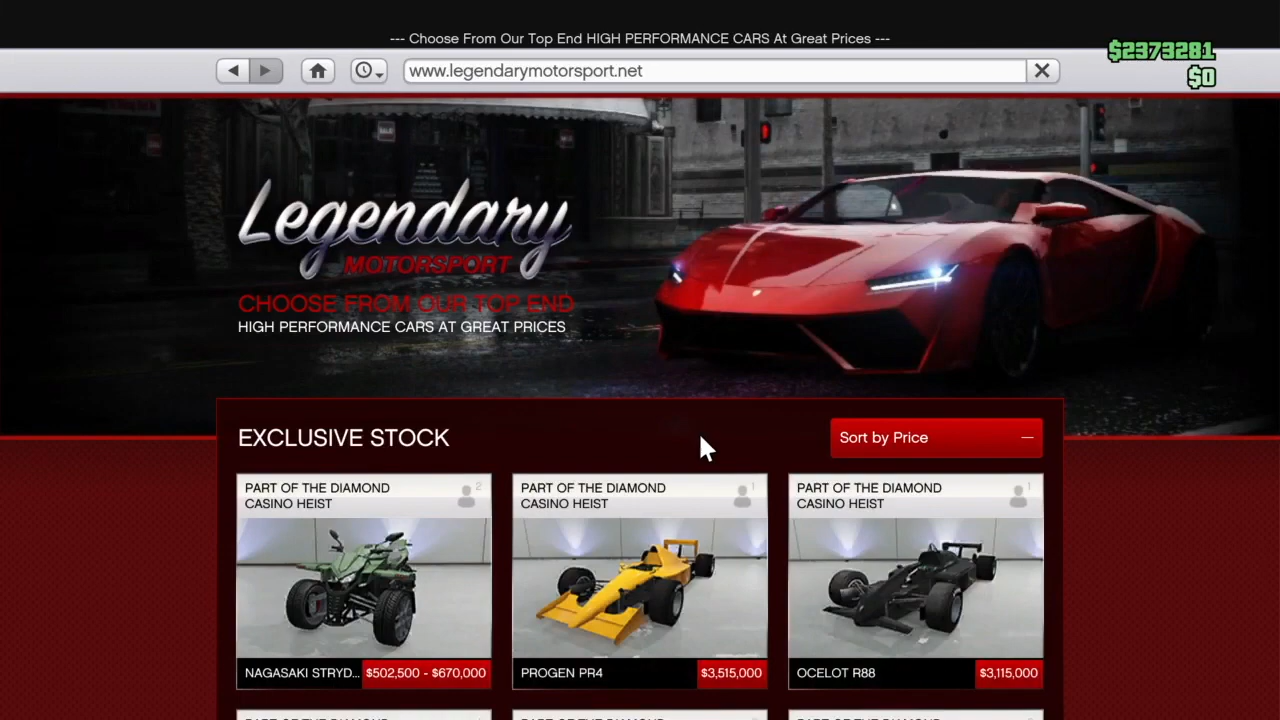 --- Choose From Our Top End HIGH PERFORMANCE CARS At Great Prices ---
$2373281
www.legendarymotorsport.net
$0
Legendary
MOTORSPORT
CHOOSE FROM OUR TOP END
HIGH PERFORMANCE CARS AT GREAT PRICES
EXCLUSIVE STOCK
Sort by Price
PART OF THE DIAMOND
CASINO HEIST
2
PART OF THE DIAMOND
CASINO HEIST
1
PART OF THE DIAMOND
CASINO HEIST
1
NAGASAKI STRYD... $502,500 - $670,000
PROGEN PR4 $3,515,000
OCELOT R88 $3,115,000